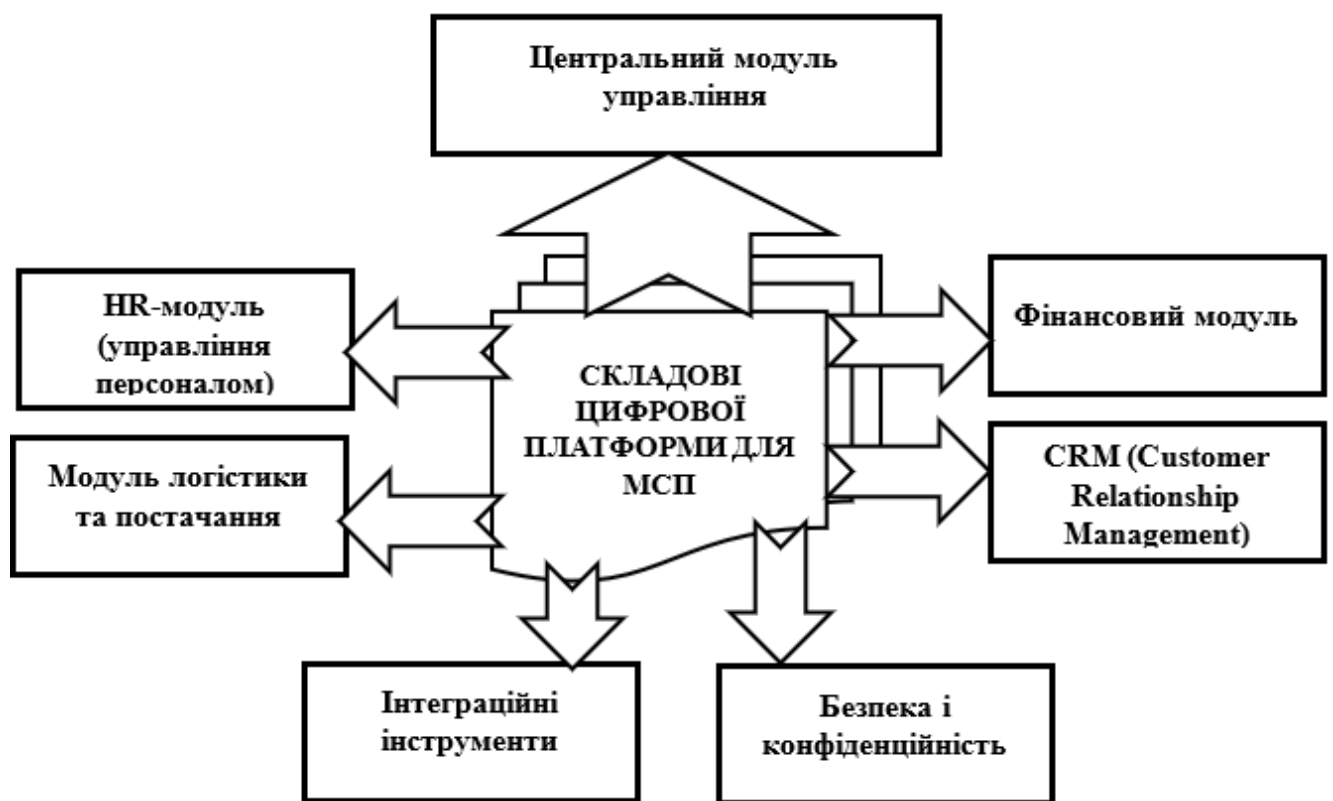 Центральний модуль
управління
HR-модуль
(управління
персоналом)
Фінансовий модуль
СКЛАДОВІ
ЦИФРОВОЇ
ПЛАТФОРМИ ДЛЯ
МСП
Модуль логістики
та постачання
CRM (Customer
Relationship
Management)
Інтеграційні
інструменти
Безпека і
конфіденційність